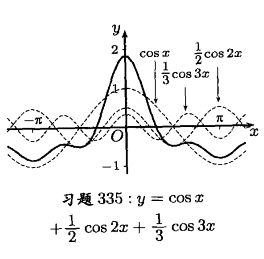 y
2
cos x
1/2 cos 2x
1
1/3 cos 3x
-π
O
π
x
-1
习题 335 : y = cos x
+ 1/2 cos 2x + 1/3 cos 3x